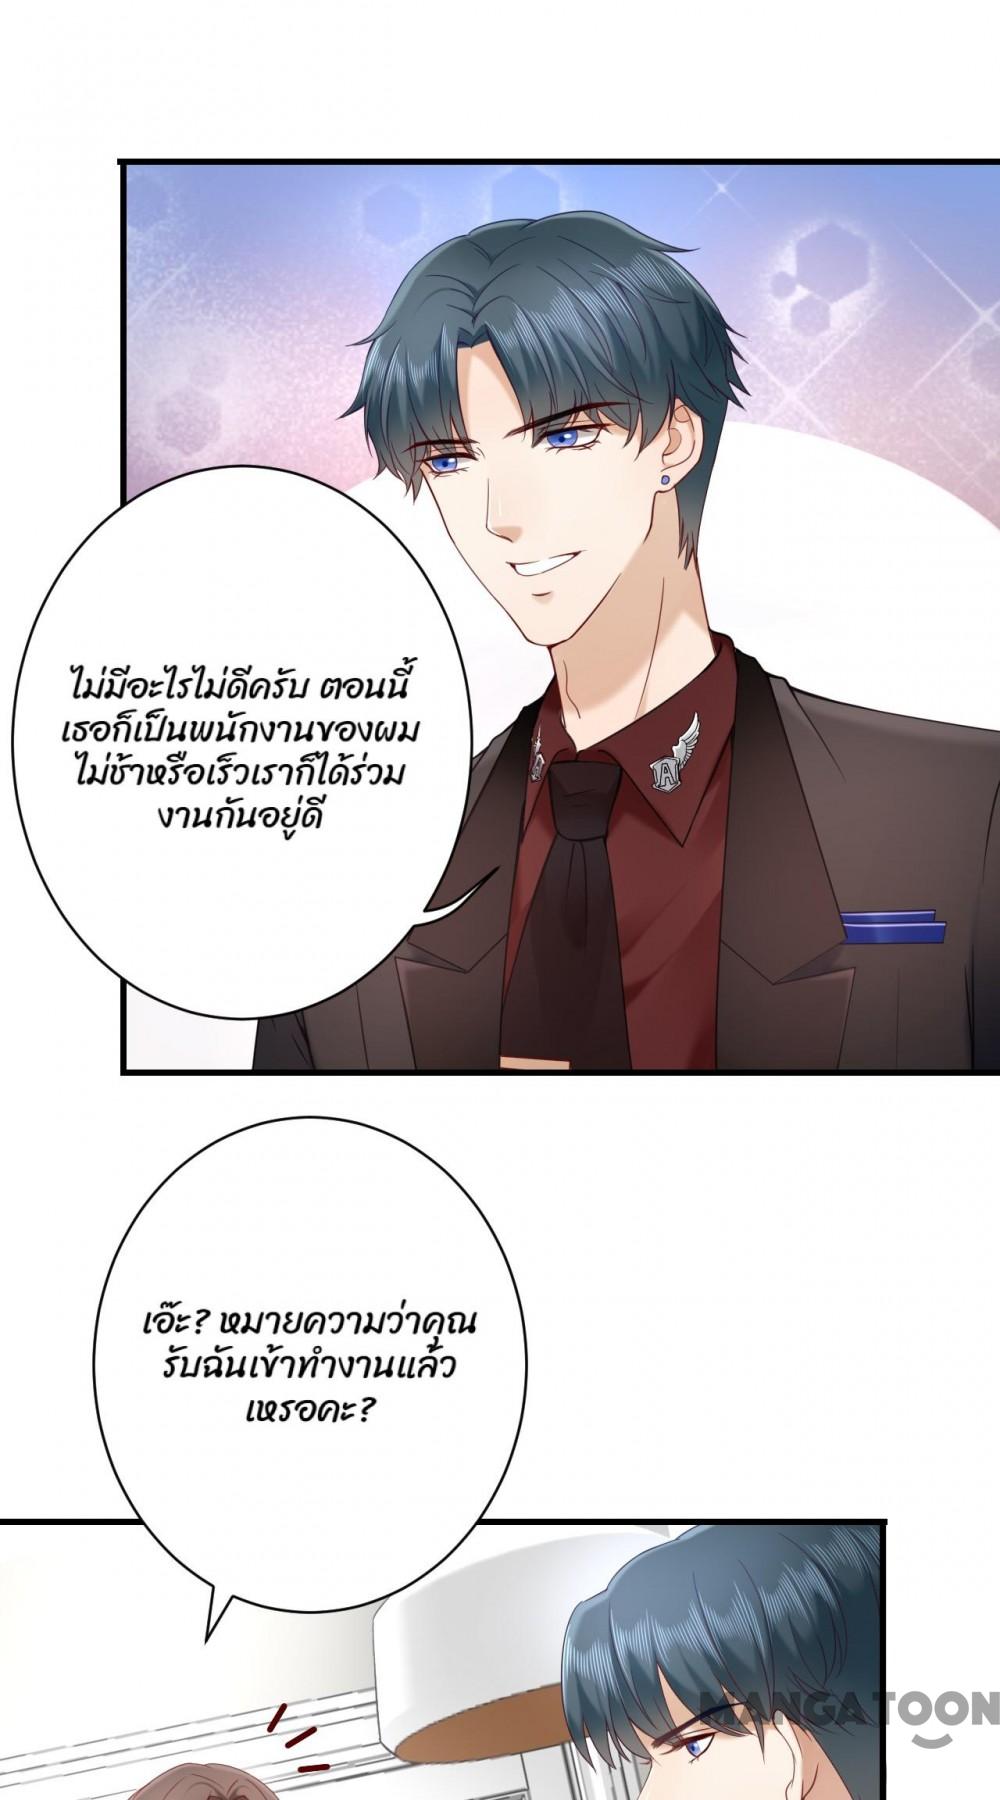 ไม่มีอะไรไม่ดีครับ ตอนนี้
เธอก็เป็นพนักงานของผม
ไม่ช้าหรือเร็วเราก็ได้ร่วม
งานกันอยู่ดี
A
เอ๊ะ? หมายความว่าคุณ
รับฉันเข้าทำงานแล้ว
เหรอคะ?
MANGATOON